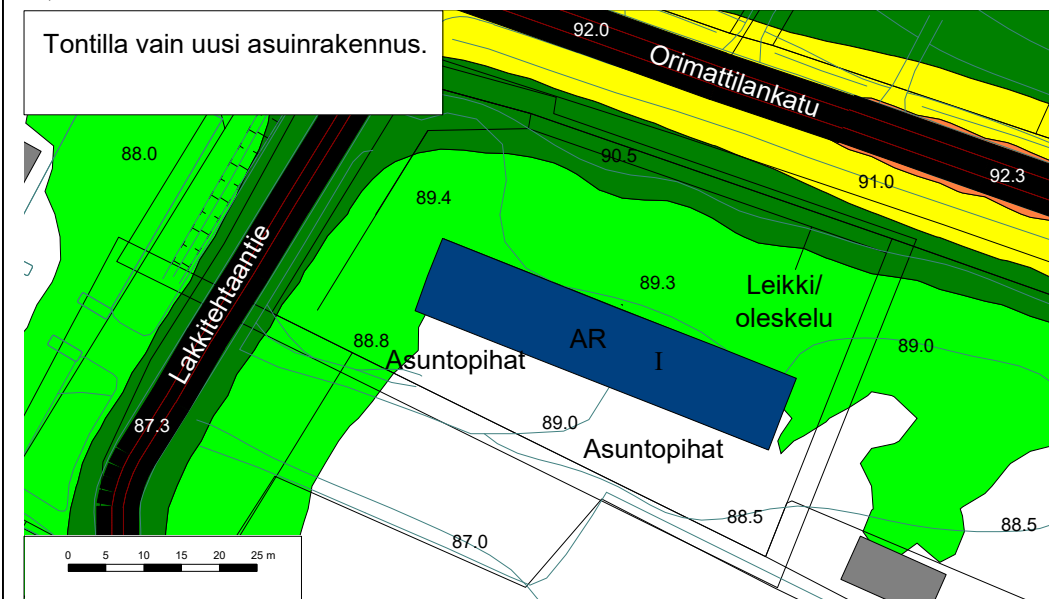 Tontilla vain uusi asuinrakennus.
92.0
Orimattilankatu
88.0
90.5
91.0
92.3
89.4
Lakkitehtaantie
89.3
Leikki/
oleskelu
88.8
AR
I
89.0
Asuntopihat
87.3
89.0
Asuntopihat
88.5
88.5
87.0
0 5 10 15 20 25 m